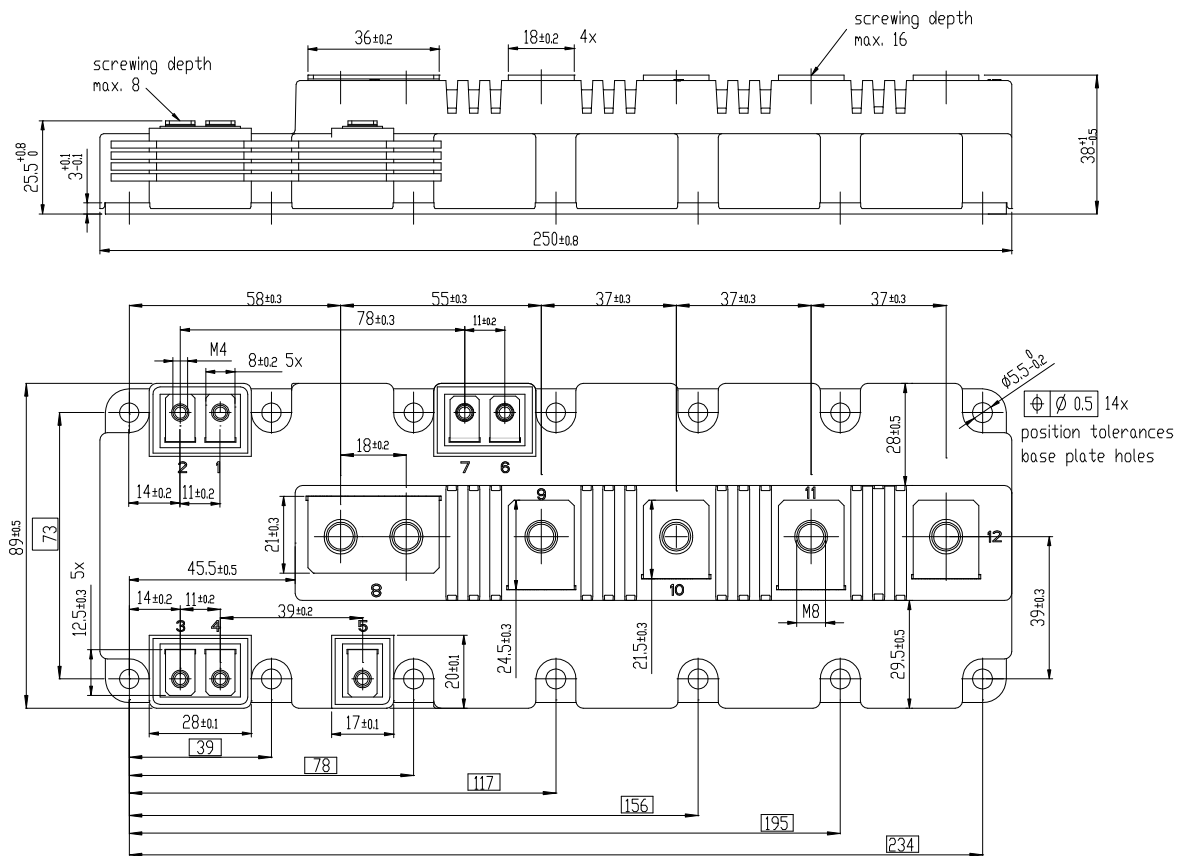 screwing depth
max. 16
36±0.2
18±0.2 4x
screwing depth
max. 8
25.5 +0.8 0
3 +0.1 -0.1
38 +1 -0.5
250±0.8
58±0.3
55±0.3
37±0.3
37±0.3
37±0.3
78±0.3
11±0.2
M4
8±0.2 5x
Ø5.5 0 -0.2
⌖ Ø 0.5 14x
position tolerances
base plate holes
28±0.5
18±0.2
2
1
7
6
14±0.2
11±0.2
9
11
12
89±0.5
73
21±0.3
45.5±0.5
8
10
12.5±0.3 5x
14±0.2
11±0.2
39±0.2
M8
39±0.3
3
4
5
24.5±0.3
21.5±0.3
20±0.1
29.5±0.5
28±0.1
17±0.1
39
78
117
156
195
234